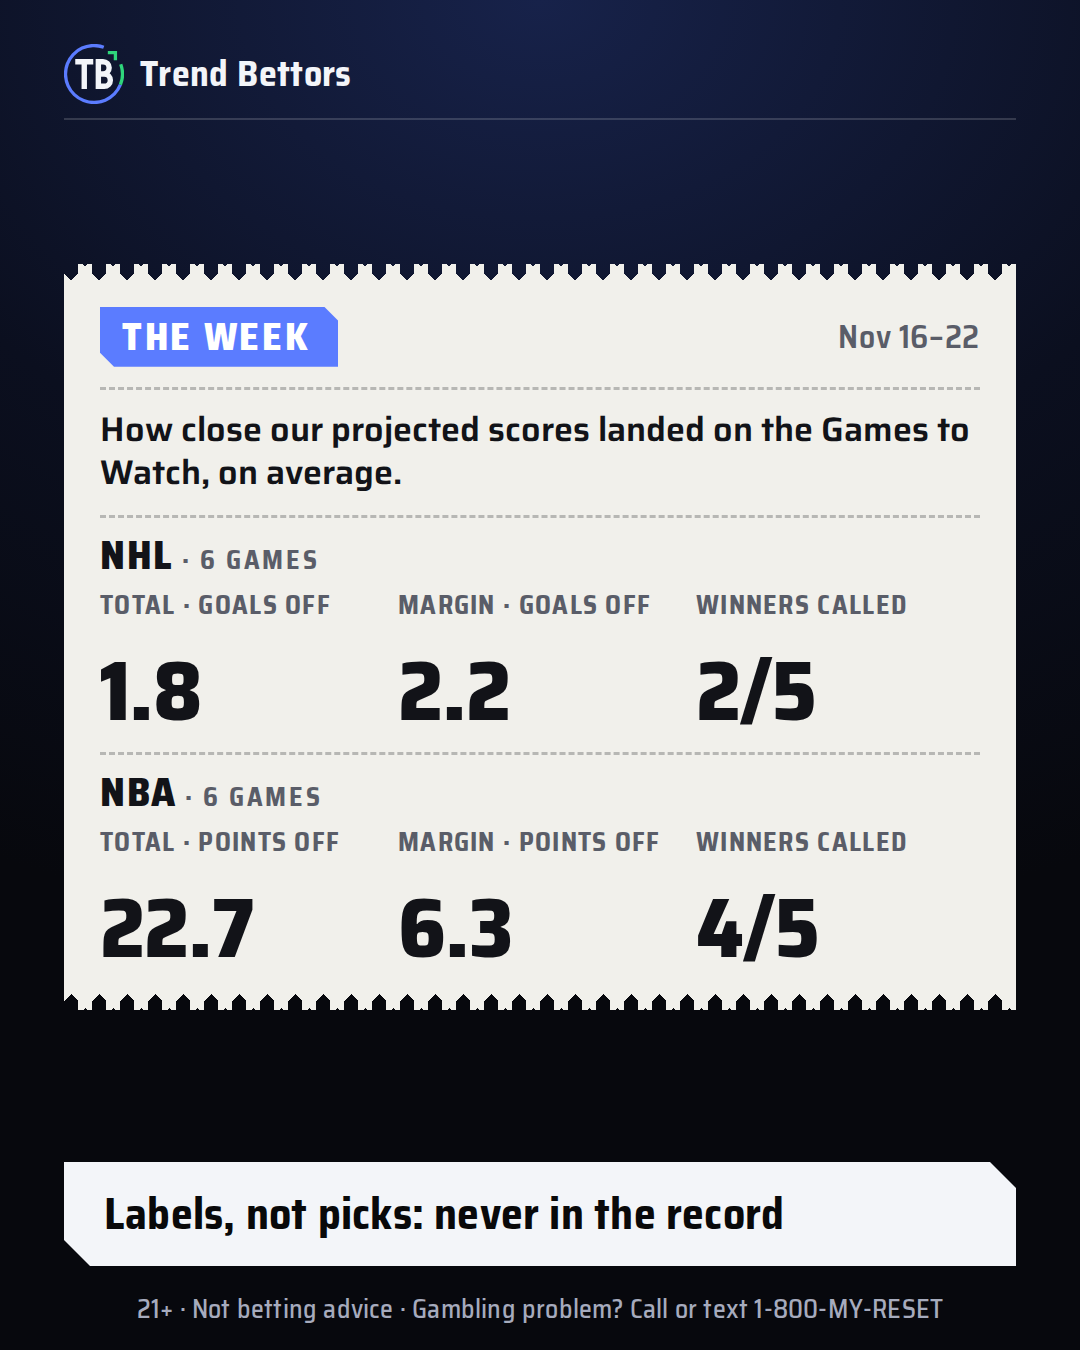 TB Trend Bettors
THE WEEK
Nov 16–22
How close our projected scores landed on the Games to
Watch, on average.
NHL · 6 GAMES
TOTAL · GOALS OFF
MARGIN · GOALS OFF
WINNERS CALLED
1.8
2.2
2/5
NBA · 6 GAMES
TOTAL · POINTS OFF
MARGIN · POINTS OFF
WINNERS CALLED
22.7
6.3
4/5
Labels, not picks: never in the record
21+ · Not betting advice · Gambling problem? Call or text 1-800-MY-RESET